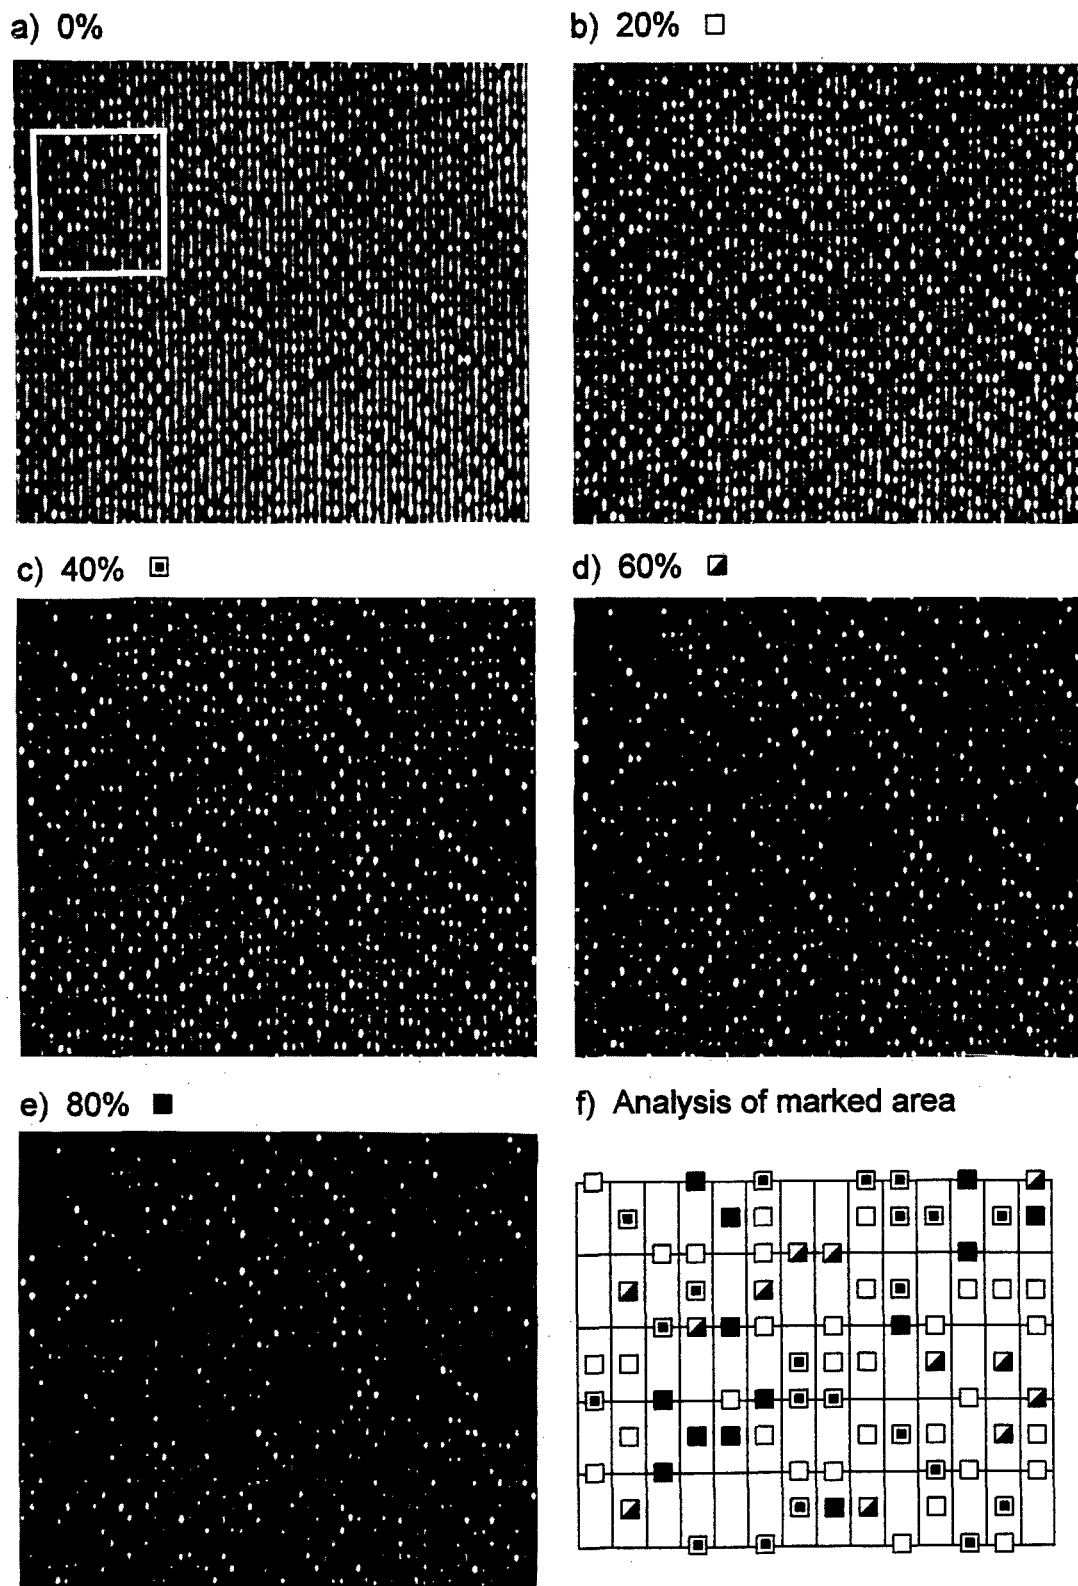 a) 0%
b) 20%
c) 40%
d) 60%
e) 80%
f) Analysis of marked area